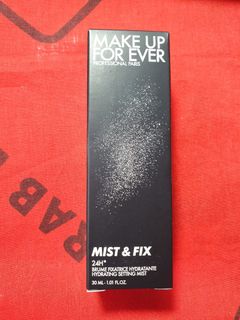 MAKE UP
FOR EVER
PROFESSIONAL PARIS
MIST & FIX
24H*
BRUME FIXATRICE HYDRATANTE
HYDRATING SETTING MIST
30 ML - 1.01 FL.OZ.
RAB